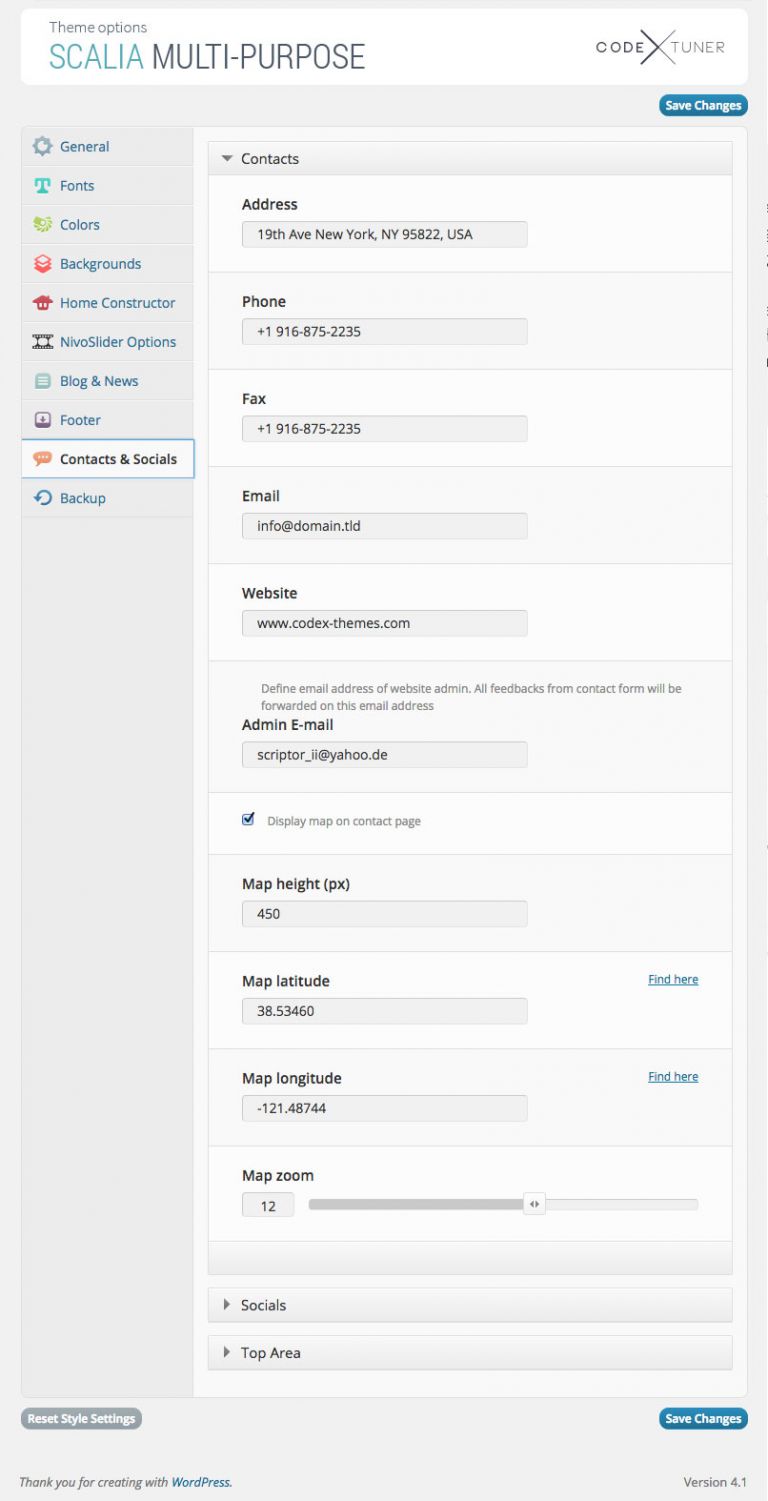 Theme options
SCALIA MULTI-PURPOSE
CODE X TUNER
Save Changes
General
Fonts
Colors
Backgrounds
Home Constructor
NivoSlider Options
Blog & News
Footer
Contacts & Socials
Backup
Contacts
Address
19th Ave New York, NY 95822, USA
Phone
+1 916-875-2235
Fax
+1 916-875-2235
Email
info@domain.tld
Website
www.codex-themes.com
Define email address of website admin. All feedbacks from contact form will be
forwarded on this email address
Admin E-mail
scriptor_ii@yahoo.de
Display map on contact page
Map height (px)
450
Map latitude
Find here
38.53460
Map longitude
Find here
-121.48744
Map zoom
12
Socials
Top Area
Reset Style Settings
Save Changes
Thank you for creating with WordPress.
Version 4.1